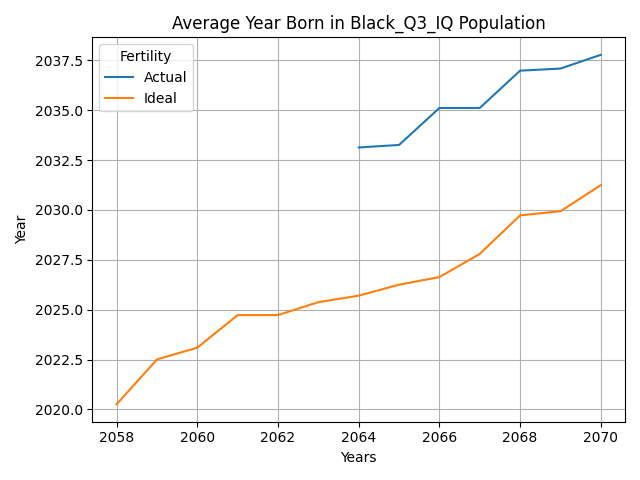 Average Year Born in Black_Q3_IQ Population
Fertility
Actual
Ideal
2037.5
2035.0
2032.5
2030.0
2027.5
2025.0
2022.5
2020.0
Year
2058 2060 2062 2064 2066 2068 2070
Years